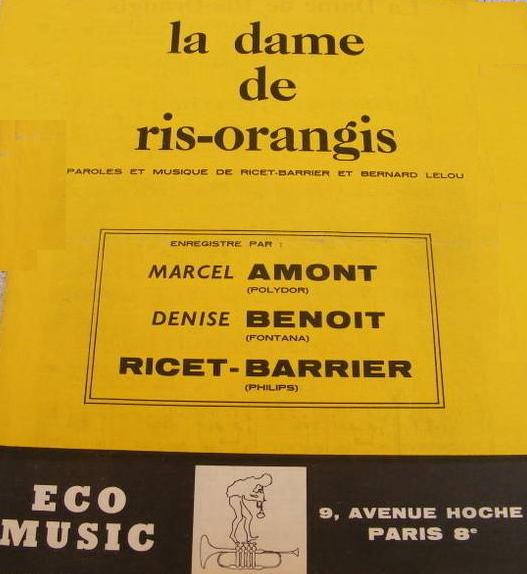 la dame
de
ris-orangis
PAROLES ET MUSIQUE DE RICET-BARRIER ET BERNARD LELOU
ENREGISTRE PAR :
MARCEL AMONT
(POLYDOR)
DENISE BENOIT
(FONTANA)
RICET-BARRIER
(PHILIPS)
ECO
MUSIC
9, AVENUE HOCHE
PARIS 8e